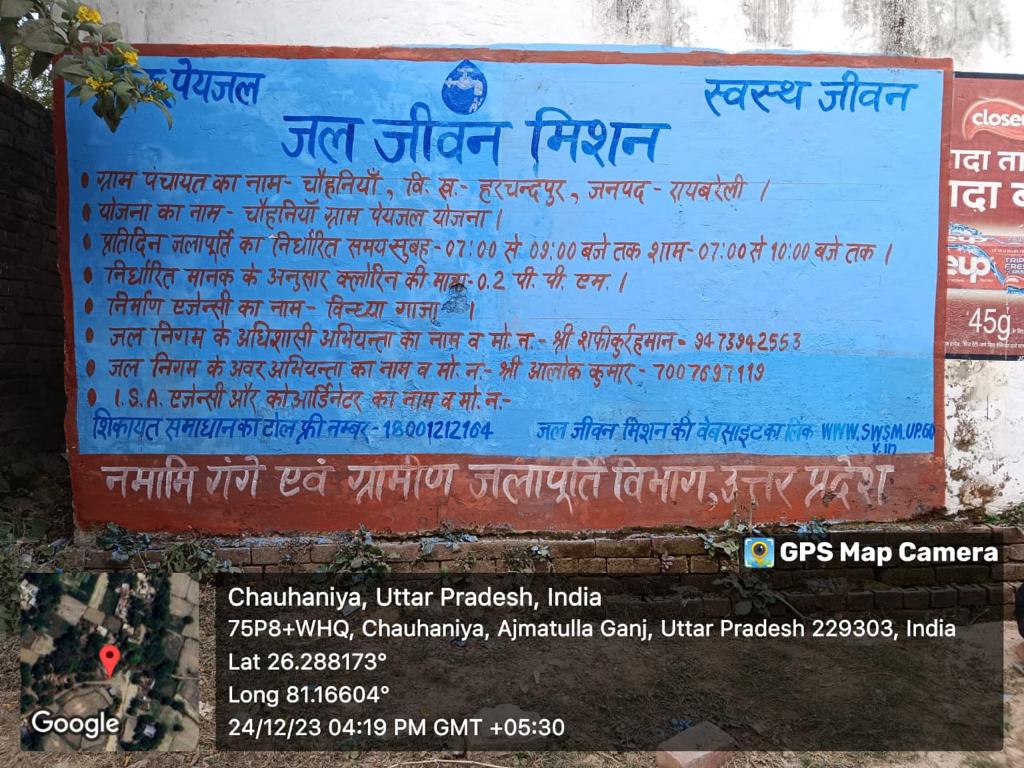 पेयजल
स्वस्थ जीवन
जल जीवन मिशन
• ग्राम पंचायत का नाम- चौहनियाँ, वि. ख.- हरचन्दपुर, जनपद - रायबरेली ।
• योजना का नाम - चौहनियाँ ग्राम पेयजल योजना ।
• प्रतिदिन जलापूर्ति का निर्धारित समय सुबह-07:00 से 09:00 बजे तक शाम-07:00 से 10:00 बजे तक ।
• निर्धारित मानक के अनुसार क्लोरिन की मात्रा-0.2 पी. पी. एम. ।
• निर्माण एजेन्सी का नाम - विन्ध्या गाजा ।
• जल निगम के अधिशासी अभियन्ता का नाम व मो. न.- श्री शफीकुर्रहमान - 9473942553
• जल निगम के अवर अभियन्ता का नाम व मो. न.- श्री आलोक कुमार - 7007697119
• I.S.A. एजेन्सी और कोआर्डिनेटर का नाम व मो. न.-
शिकायत समाधान का टोल फ्री नम्बर - 18001212164 जल जीवन मिशन की वेबसाइट का लिंक WWW.SWSM.UP.GO
V.IN
नमामि गंगे एवं ग्रामीण जलापूर्ति विभाग, उत्तर प्रदेश
45g
GPS Map Camera
Chauhaniya, Uttar Pradesh, India
75P8+WHQ, Chauhaniya, Ajmatulla Ganj, Uttar Pradesh 229303, India
Lat 26.288173°
Long 81.16604°
24/12/23 04:19 PM GMT +05:30
Google